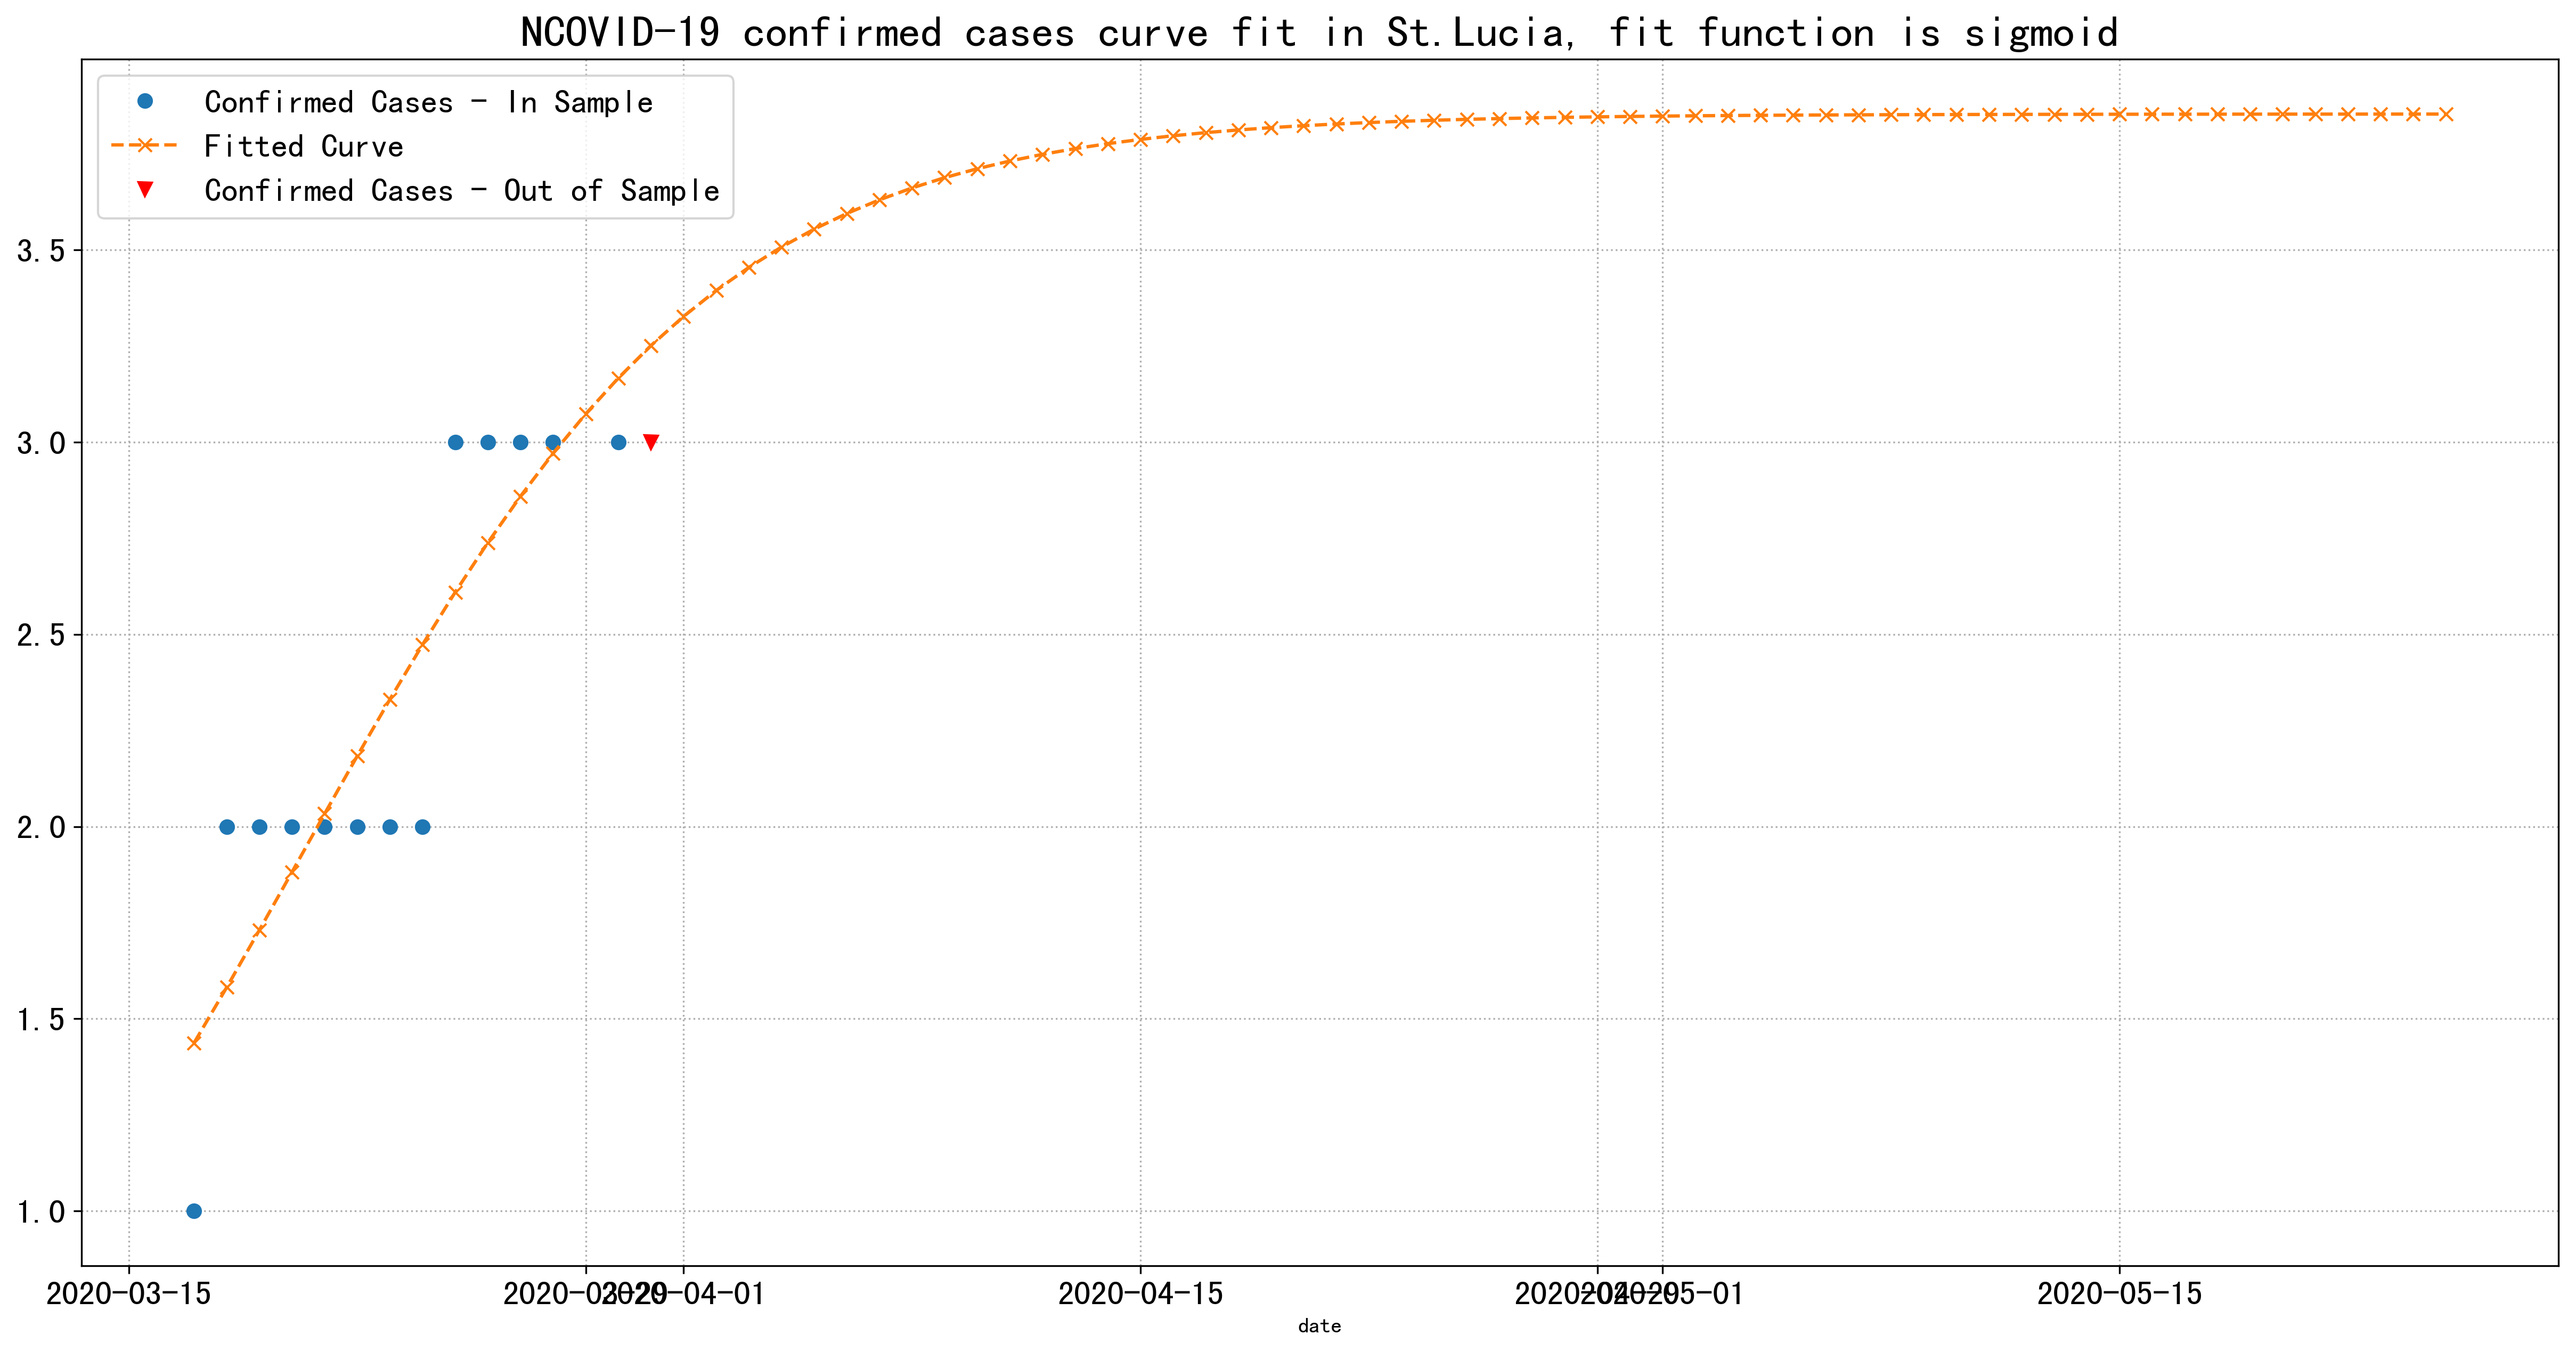 NCOVID-19 confirmed cases curve fit in St.Lucia, fit function is sigmoid
Confirmed Cases - In Sample
Fitted Curve
Confirmed Cases - Out of Sample
3.5
3.0
2.5
2.0
1.5
1.0
2020-03-15 2020-03-29 2020-04-01 2020-04-15 2020-04-29 2020-05-01 2020-05-15
date